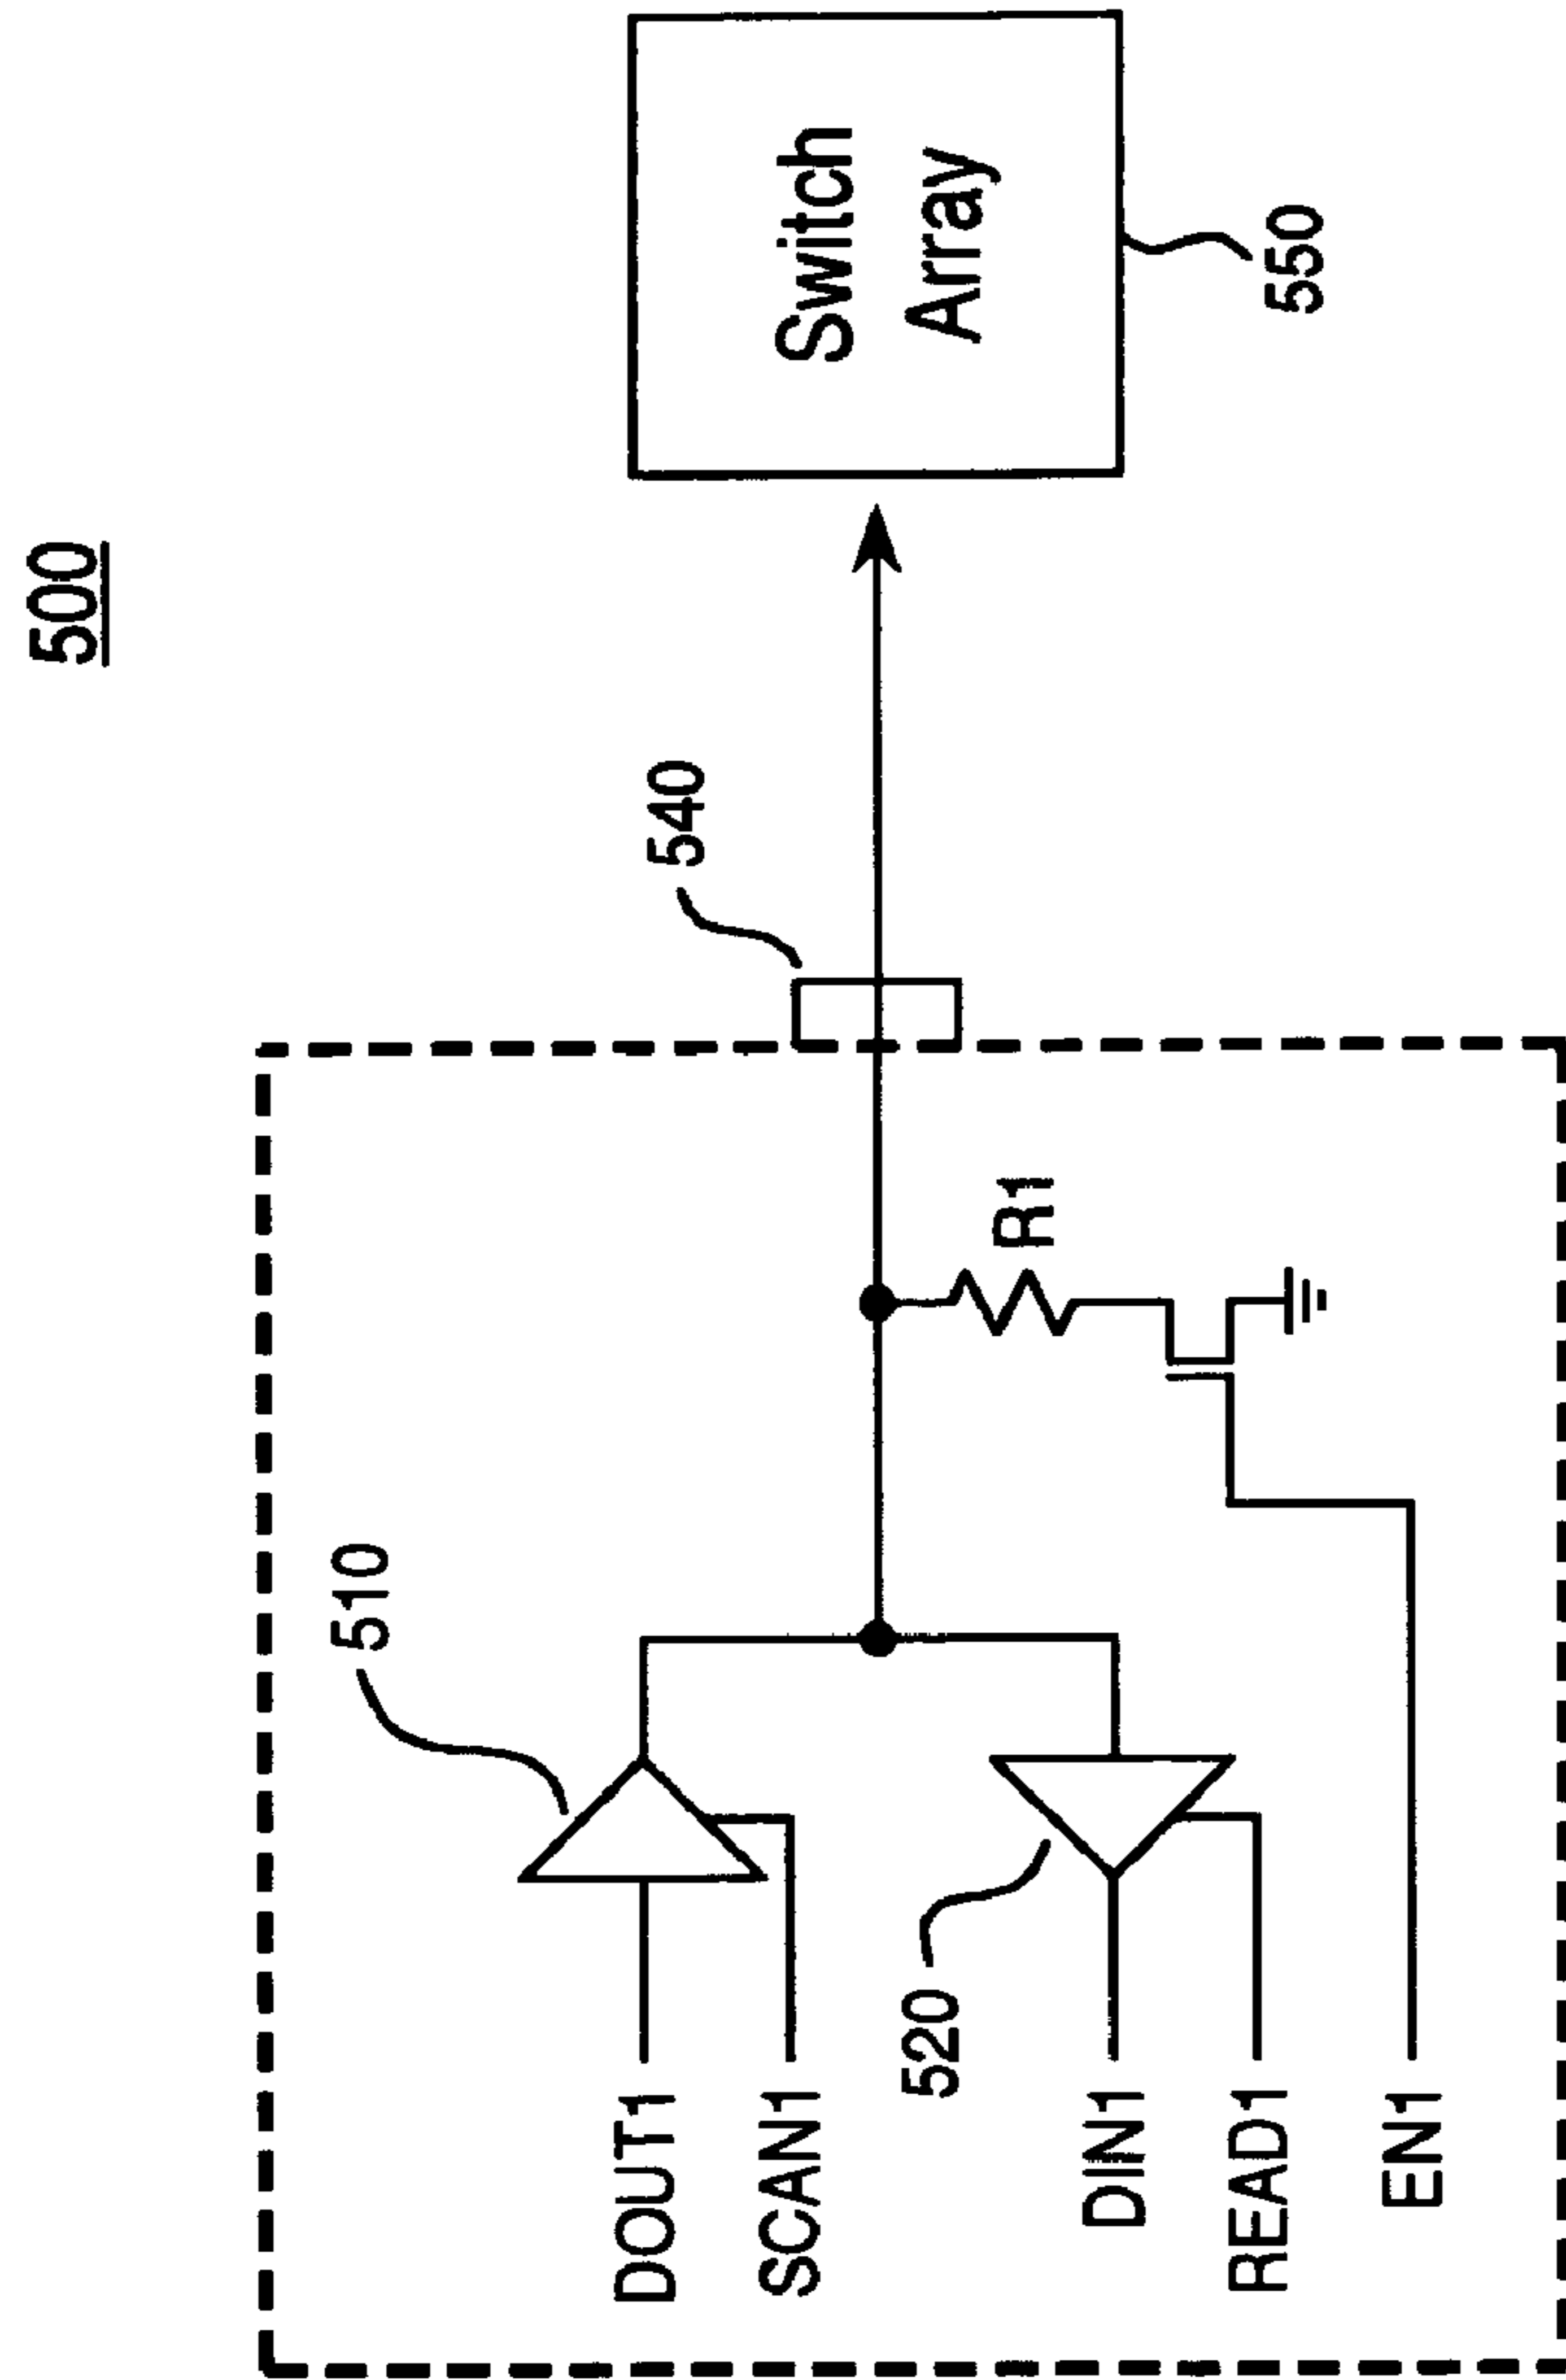 500
510
540
Switch
Array
550
R1
DOUT1
SCAN1
520
DIN1
READ1
EN1